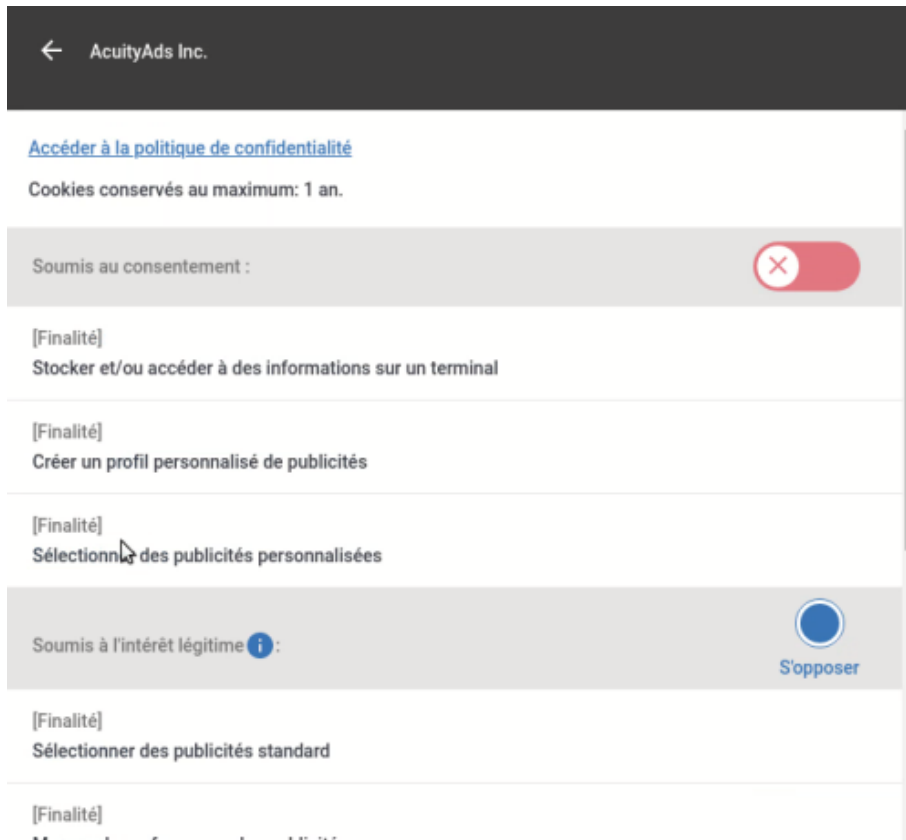 AcuityAds Inc.
Accéder à la politique de confidentialité
Cookies conservés au maximum: 1 an.
Soumis au consentement :
[Finalité]
Stocker et/ou accéder à des informations sur un terminal
[Finalité]
Créer un profil personnalisé de publicités
[Finalité]
Sélectionner des publicités personnalisées
Soumis à l'intérêt légitime i :
S'opposer
[Finalité]
Sélectionner des publicités standard
[Finalité]